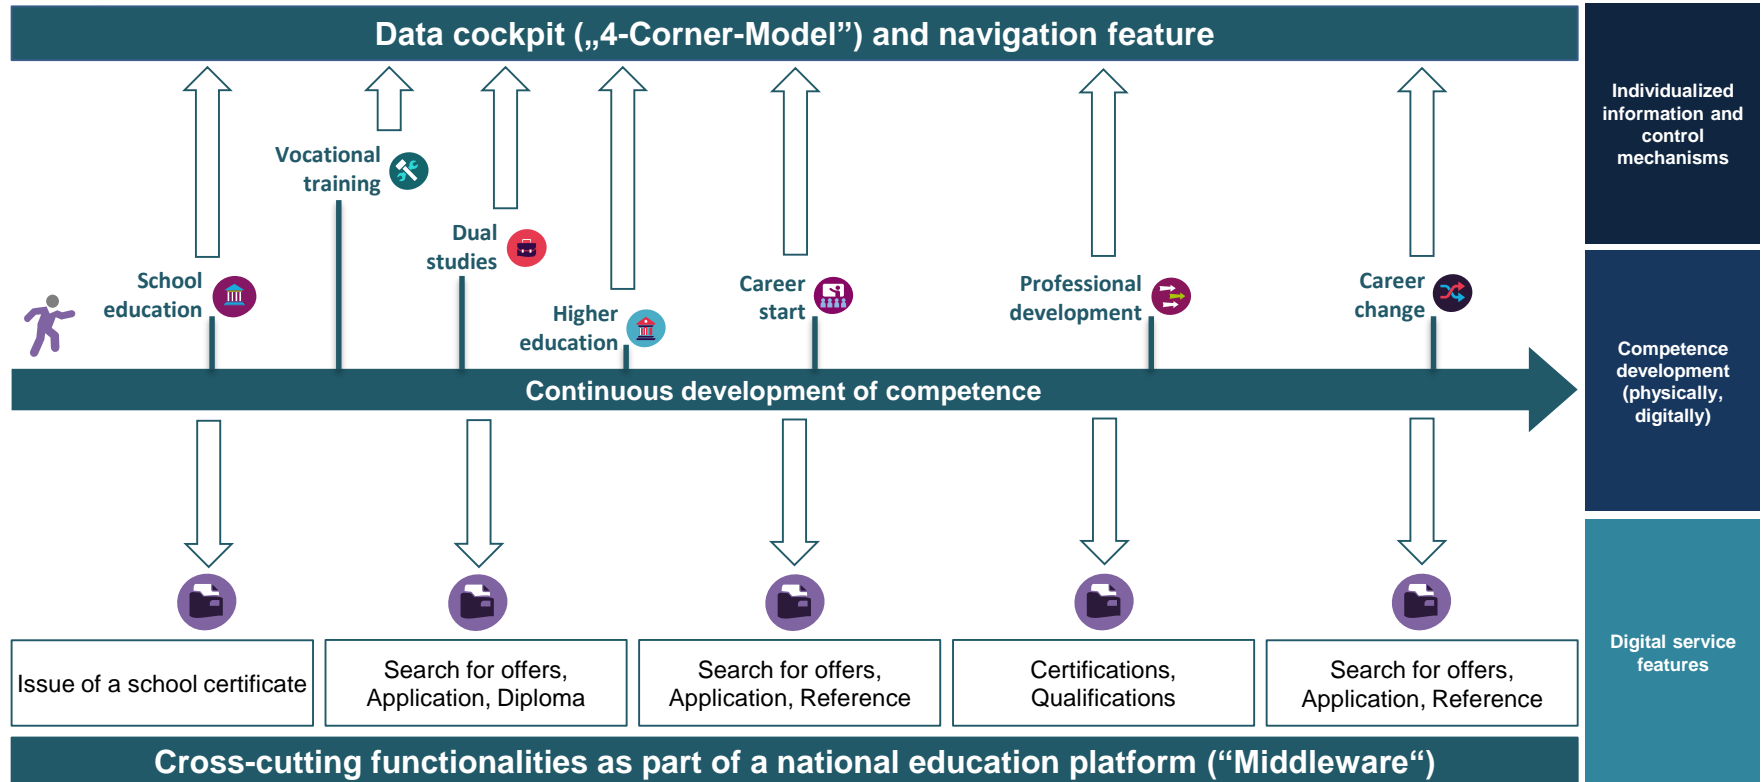 Data cockpit („4-Corner-Model”) and navigation feature
Individualized
information and
control
mechanisms
Vocational
training
Dual
studies
School
education
Higher
education
Career
start
Professional
development
Career
change
Continuous development of competence
Competence
development
(physically,
digitally)
Issue of a school certificate
Search for offers,
Application, Diploma
Search for offers,
Application, Reference
Certifications,
Qualifications
Search for offers,
Application, Reference
Digital service
features
Cross-cutting functionalities as part of a national education platform (“Middleware“)